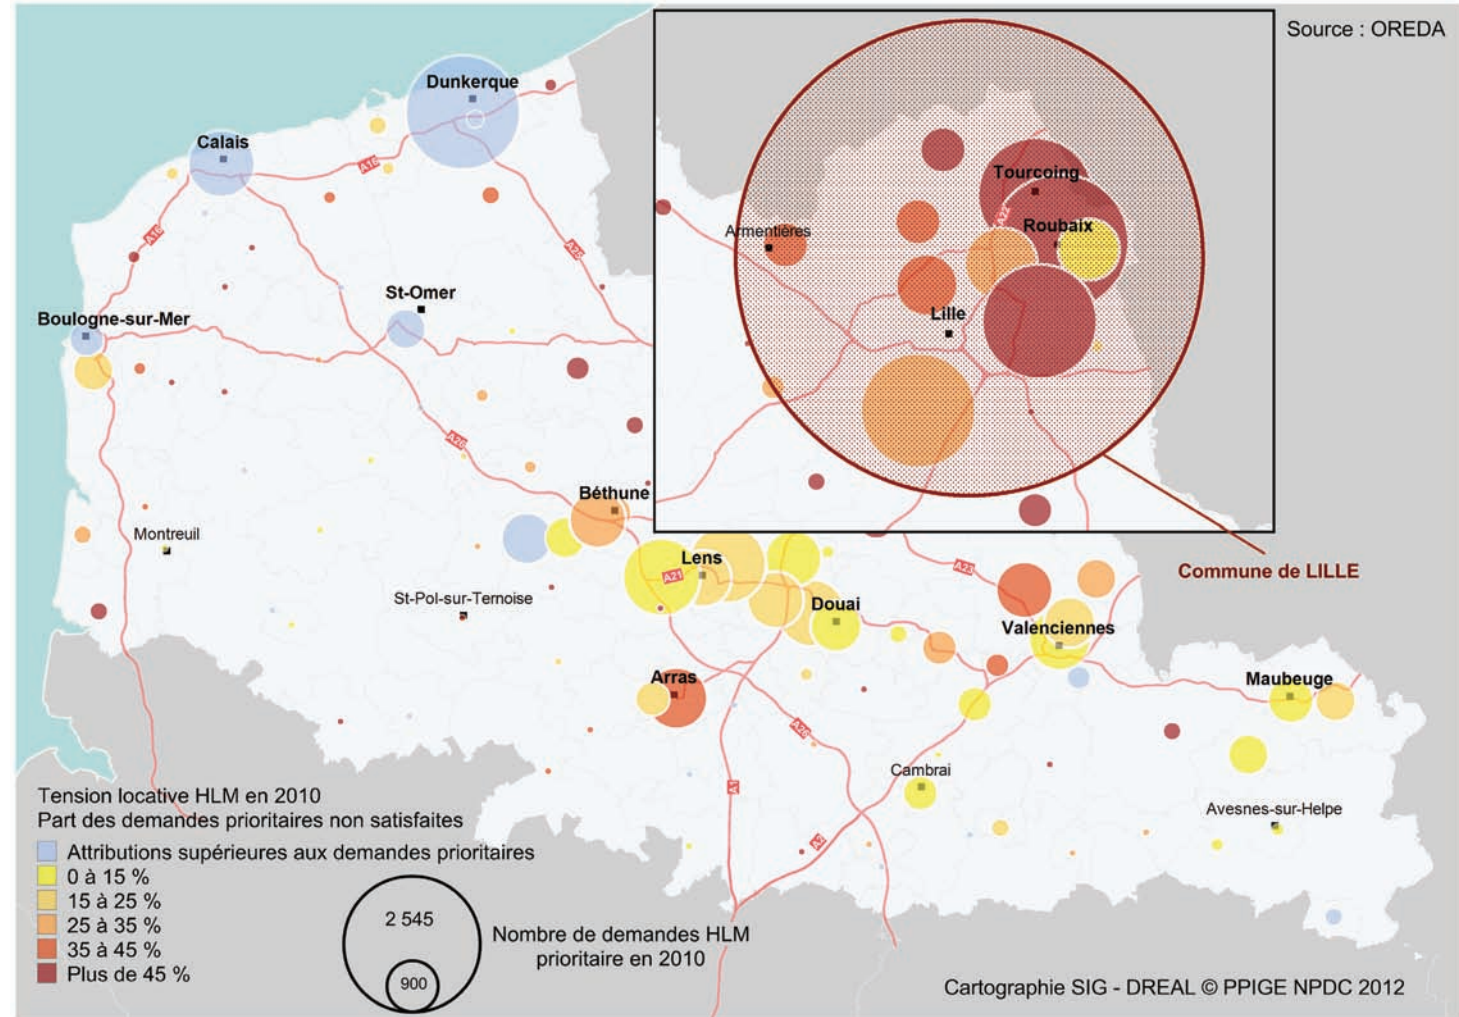 Source : OREDA
Dunkerque
Calais
A16
A16
A25
Tourcoing
A22
Roubaix
Armentières
Lille
St-Omer
Boulogne-sur-Mer
A26
Béthune
Montreuil
Lens
A21
A23
Commune de LILLE
St-Pol-sur-Ternoise
Douai
Valenciennes
Arras
Maubeuge
A26
A1
Cambrai
A2
Avesnes-sur-Helpe
Tension locative HLM en 2010
Part des demandes prioritaires non satisfaites
Attributions supérieures aux demandes prioritaires
0 à 15 %
15 à 25 %
25 à 35 %
35 à 45 %
Plus de 45 %
2 545
900
Nombre de demandes HLM
prioritaire en 2010
Cartographie SIG - DREAL © PPIGE NPDC 2012